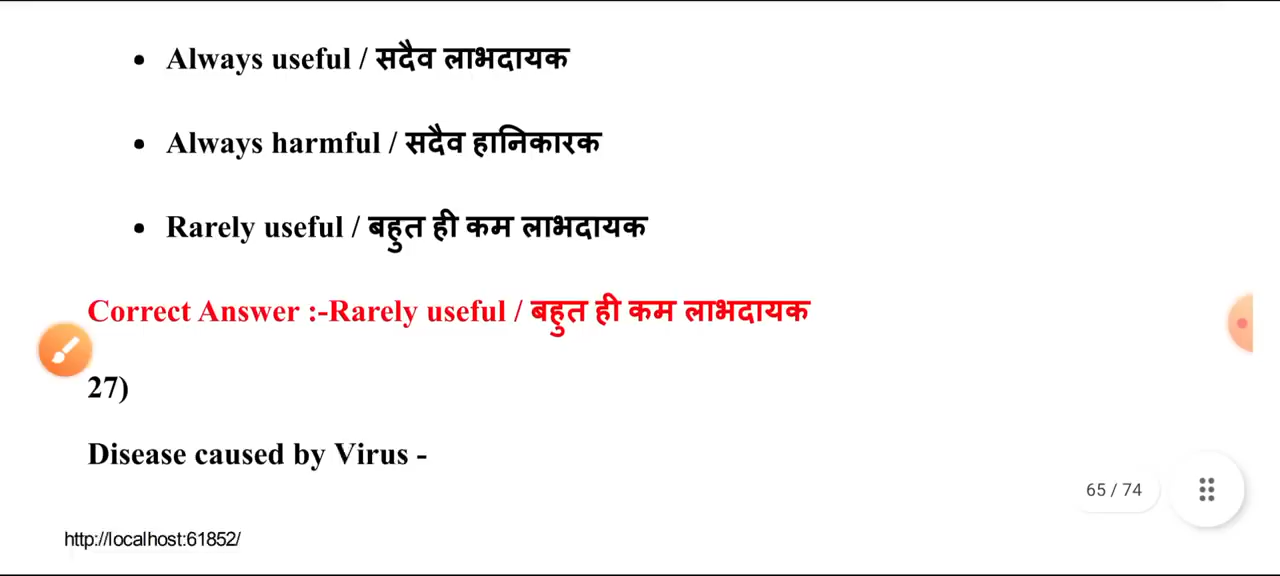 Always useful / सदैव लाभदायक
Always harmful / सदैव हानिकारक
Rarely useful / बहुत ही कम लाभदायक
Correct Answer :-Rarely useful / बहुत ही कम लाभदायक
27)
Disease caused by Virus -
65 / 74
http://localhost:61852/